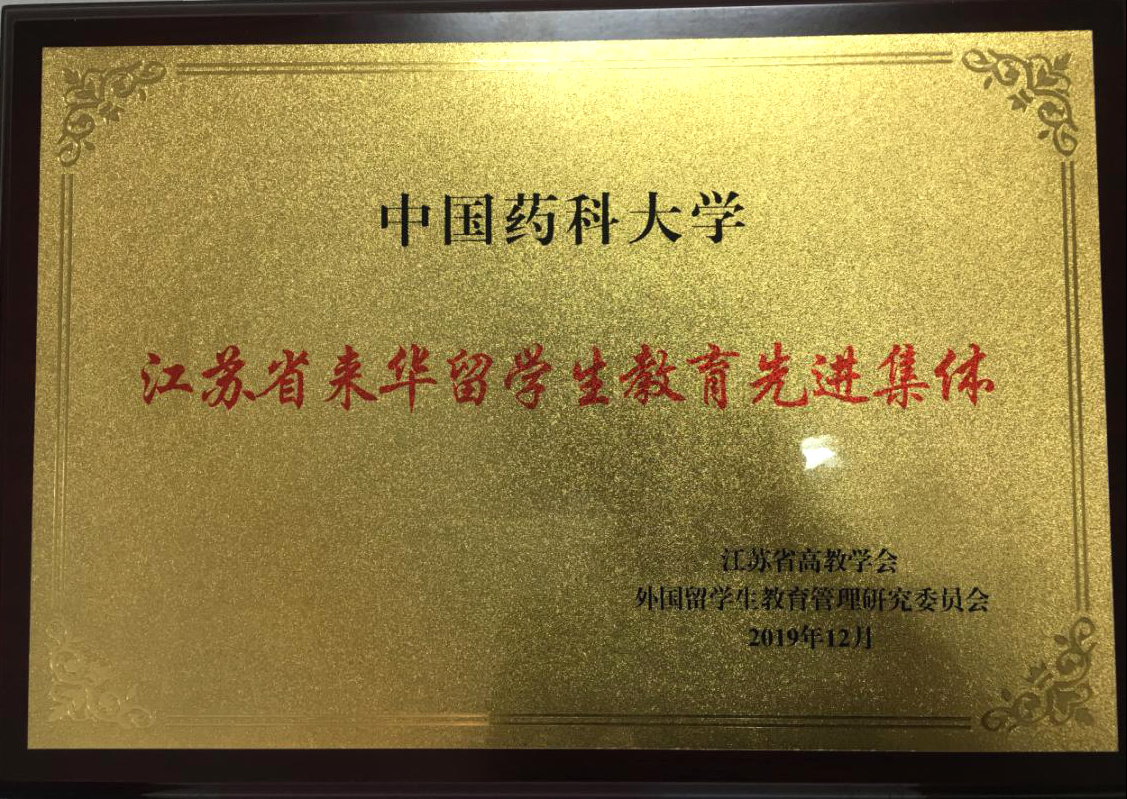 中国药科大学
江苏省来华留学生教育先进集体
江苏省高教学会
外国留学生教育管理研究委员会
2019年12月